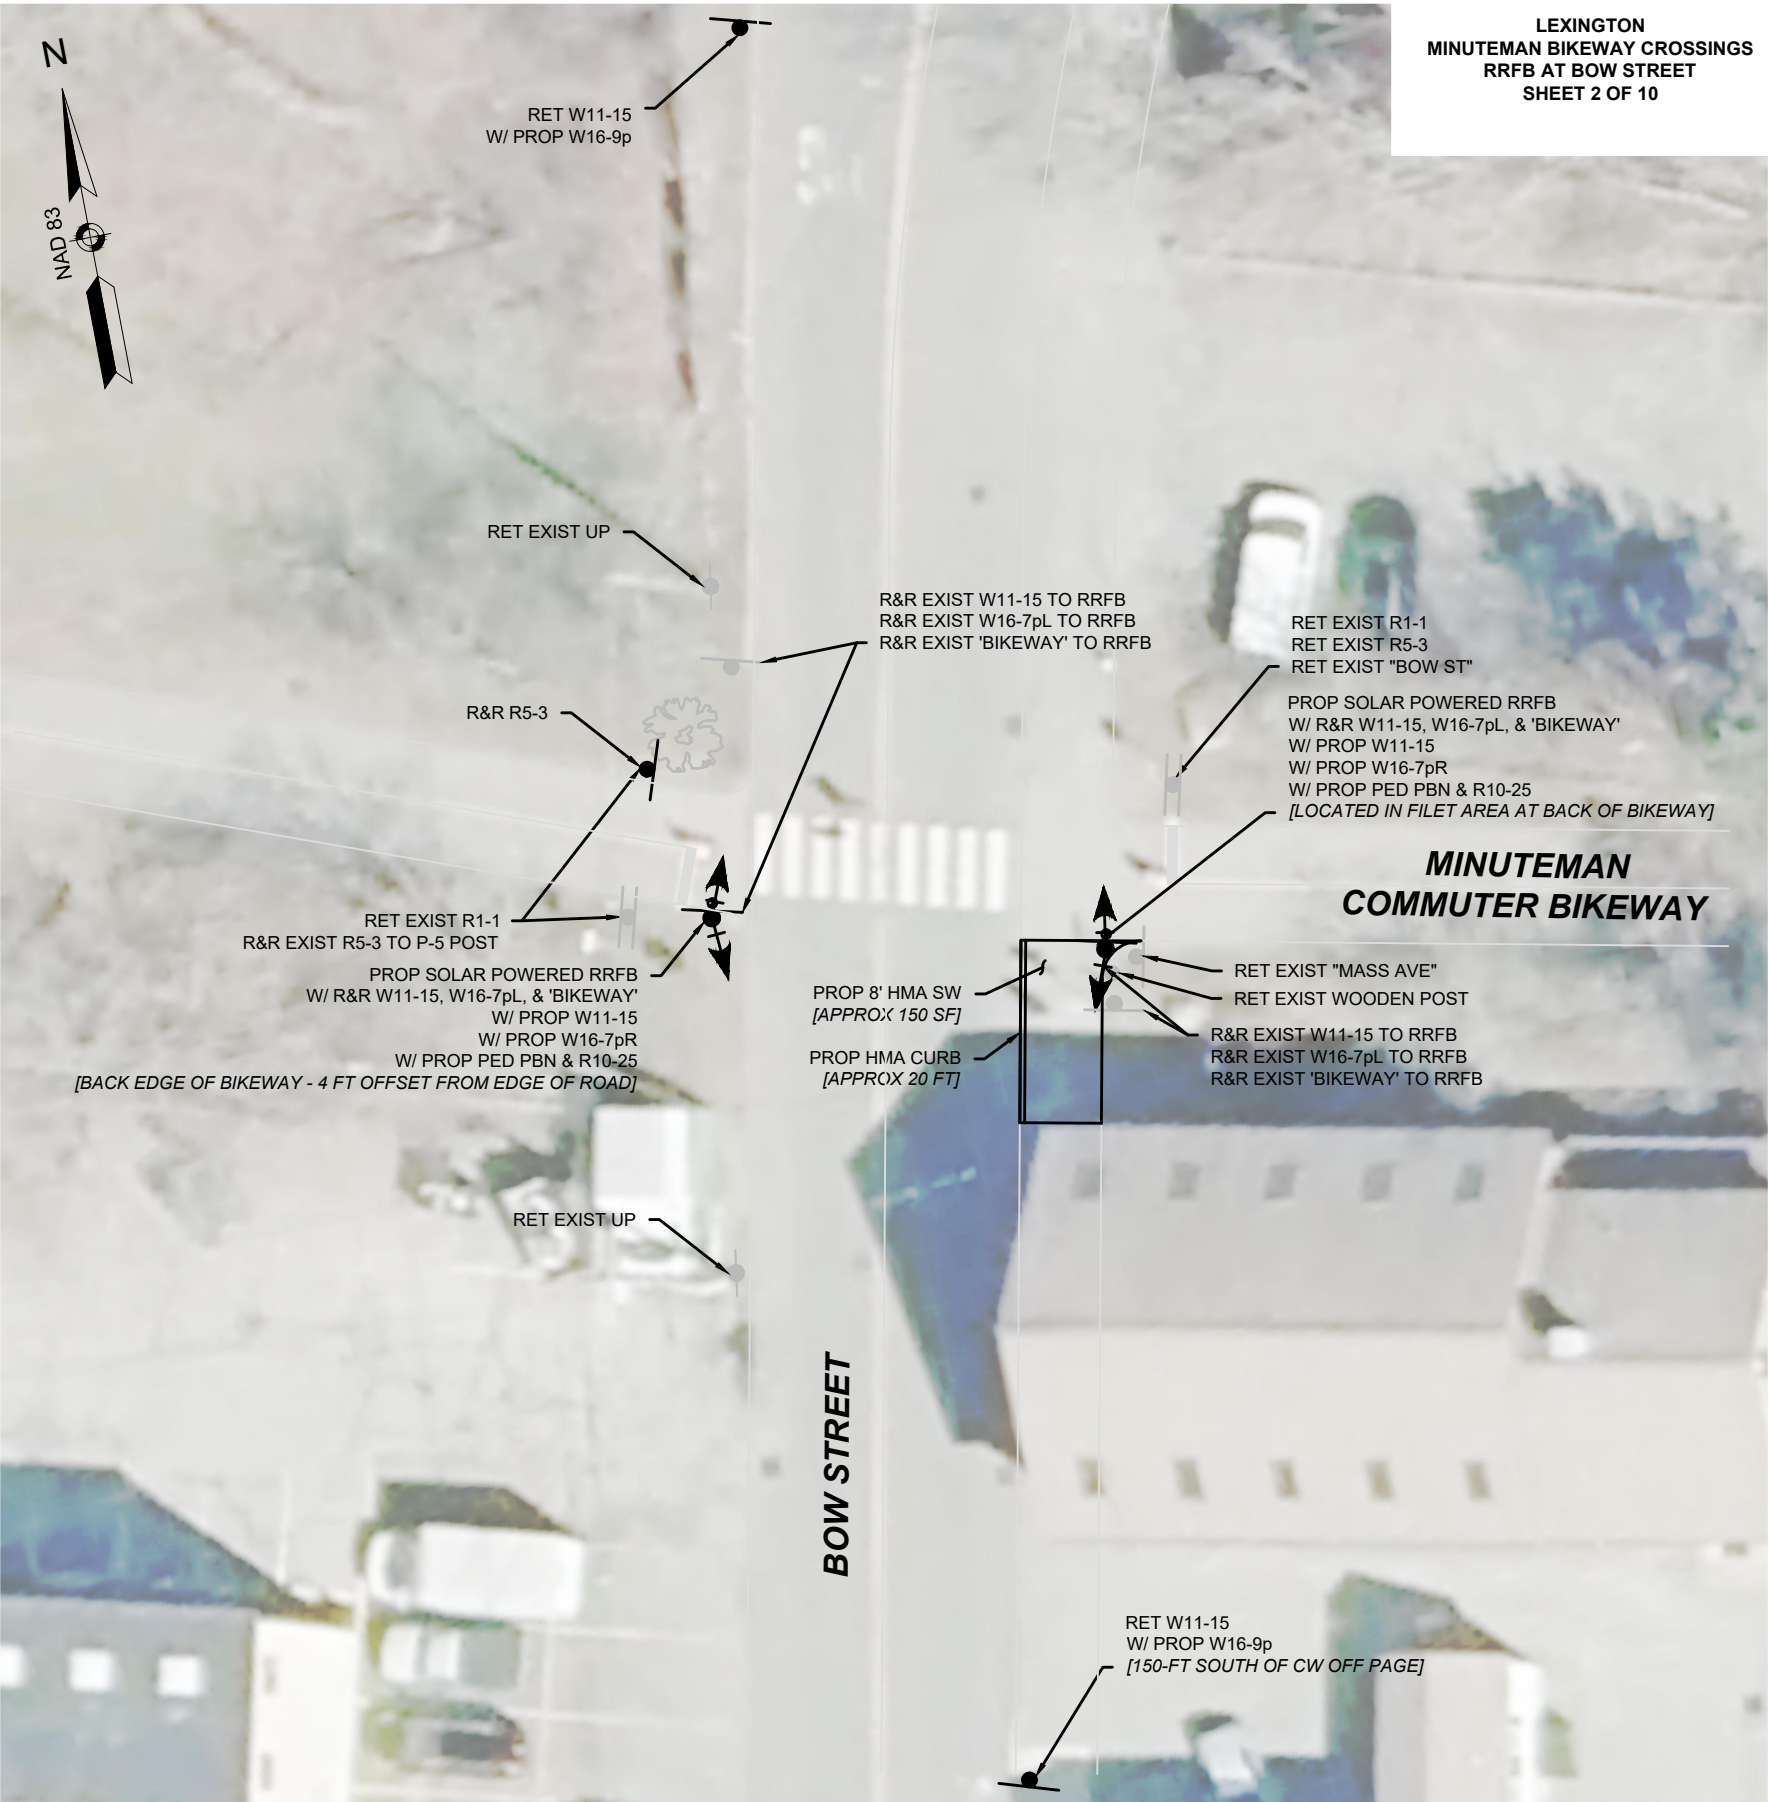 LEXINGTON
MINUTEMAN BIKEWAY CROSSINGS
RRFB AT BOW STREET
SHEET 2 OF 10
N
NAD 83
RET W11-15
W/ PROP W16-9p
RET EXIST UP
R&R EXIST W11-15 TO RRFB
R&R EXIST W16-7pL TO RRFB
R&R EXIST 'BIKEWAY' TO RRFB
RET EXIST R1-1
RET EXIST R5-3
RET EXIST "BOW ST"
R&R R5-3
PROP SOLAR POWERED RRFB
W/ R&R W11-15, W16-7pL, & 'BIKEWAY'
W/ PROP W11-15
W/ PROP W16-7pR
W/ PROP PED PBN & R10-25
[LOCATED IN FILET AREA AT BACK OF BIKEWAY]
MINUTEMAN
COMMUTER BIKEWAY
RET EXIST R1-1
R&R EXIST R5-3 TO P-5 POST
PROP SOLAR POWERED RRFB
W/ R&R W11-15, W16-7pL, & 'BIKEWAY'
W/ PROP W11-15
W/ PROP W16-7pR
W/ PROP PED PBN & R10-25
[BACK EDGE OF BIKEWAY - 4 FT OFFSET FROM EDGE OF ROAD]
PROP 8' HMA SW
[APPROX 150 SF]
PROP HMA CURB
[APPROX 20 FT]
RET EXIST "MASS AVE"
RET EXIST WOODEN POST
R&R EXIST W11-15 TO RRFB
R&R EXIST W16-7pL TO RRFB
R&R EXIST 'BIKEWAY' TO RRFB
RET EXIST UP
BOW STREET
RET W11-15
W/ PROP W16-9p
[150-FT SOUTH OF CW OFF PAGE]